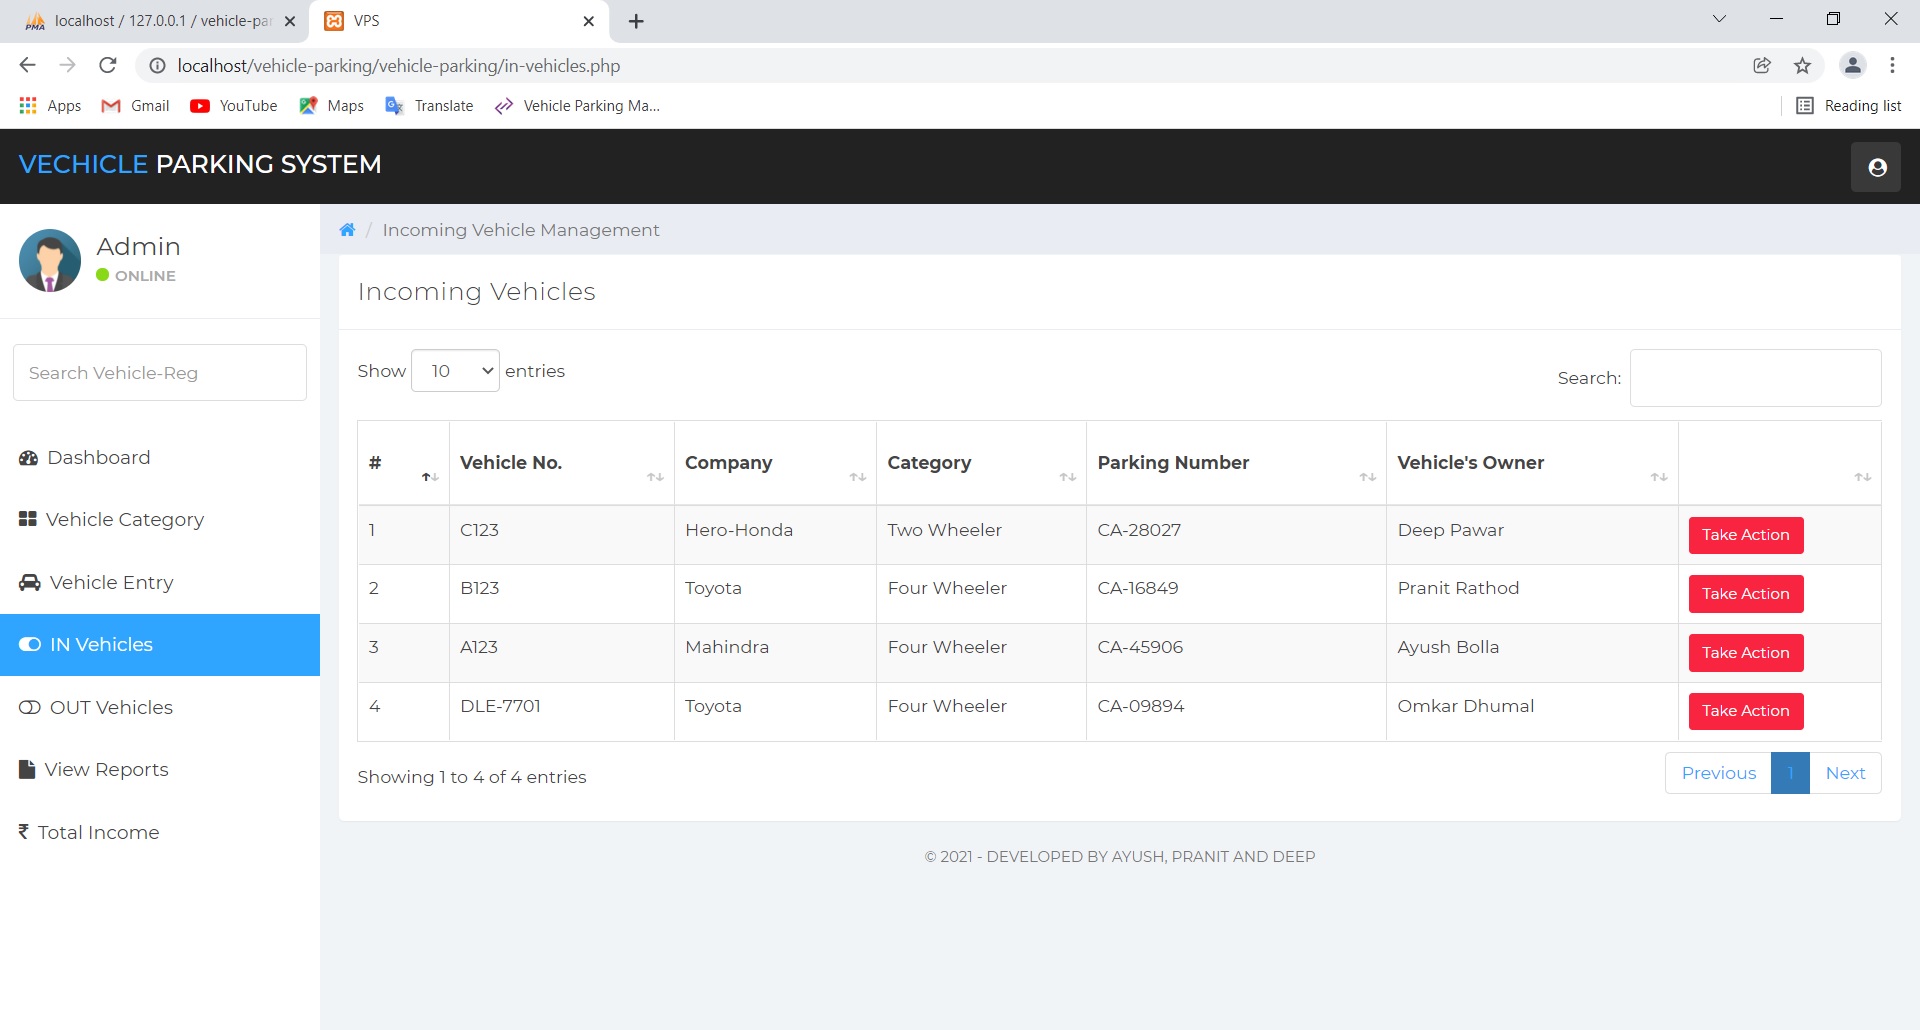 localhost / 127.0.0.1 / vehicle-par
VPS
localhost/vehicle-parking/vehicle-parking/in-vehicles.php
Apps Gmail YouTube Maps Translate Vehicle Parking Ma... Reading list
VECHICLE PARKING SYSTEM
Admin
ONLINE
Search Vehicle-Reg
Dashboard
Vehicle Category
Vehicle Entry
IN Vehicles
OUT Vehicles
View Reports
₹ Total Income
/ Incoming Vehicle Management
Incoming Vehicles
Show 10 entries
Search:
# Vehicle No. Company Category Parking Number Vehicle's Owner
1 C123 Hero-Honda Two Wheeler CA-28027 Deep Pawar Take Action
2 B123 Toyota Four Wheeler CA-16849 Pranit Rathod Take Action
3 A123 Mahindra Four Wheeler CA-45906 Ayush Bolla Take Action
4 DLE-7701 Toyota Four Wheeler CA-09894 Omkar Dhumal Take Action
Showing 1 to 4 of 4 entries
Previous 1 Next
© 2021 - DEVELOPED BY AYUSH, PRANIT AND DEEP